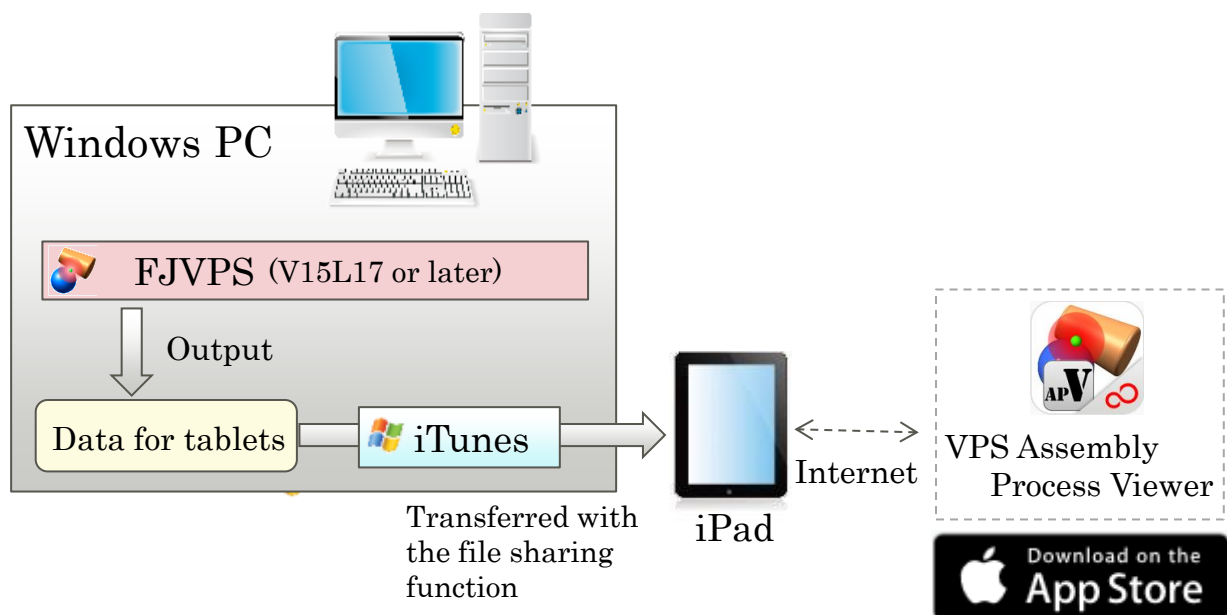 Windows PC
FJVPS (V15L17 or later)
Output
Data for tablets
iTunes
Transferred with
the file sharing
function
iPad
Internet
APV
VPS Assembly
Process Viewer
Download on the
App Store